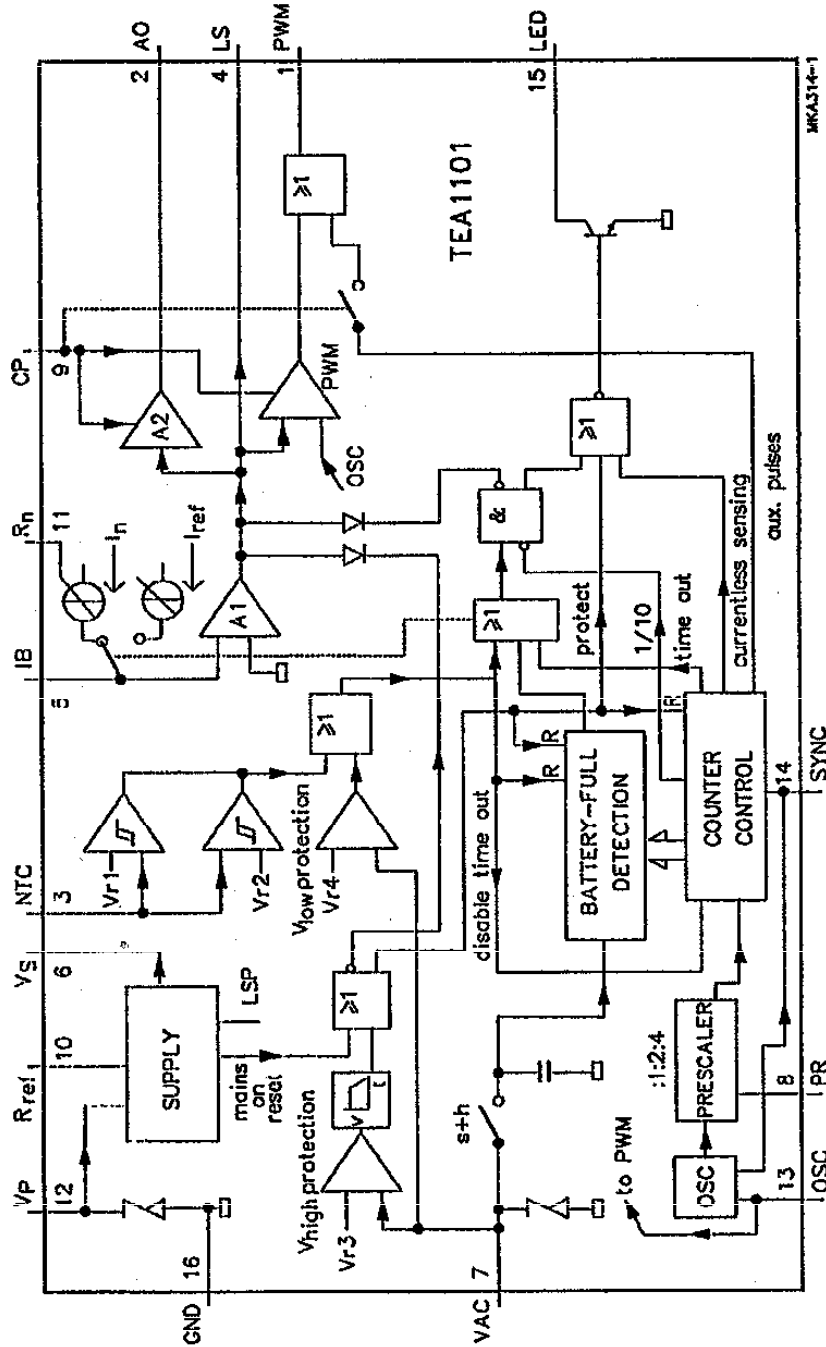 VP
12
Rref
10
VS
6
NTC
3
IB
5
Rn
11
CP
9
GND
16
SUPPLY
LSP
mains
on
reset
Vr1
Vr2
In
Iref
A1
A2
2
AO
4
LS
1
PWM
≥1
PWM
OSC
TEA1101
Vhigh protection
Vr3
V
t
≥1
Vlow protection
Vr4
≥1
VAC
7
s+h
disable time out
R
R
BATTERY-FULL
DETECTION
≥1
&
≥1
protect
1/10
time out
currentless sensing
aux. pulses
15
LED
to PWM
OSC
:1:2:4
PRESCALER
COUNTER
CONTROL
R
13
OSC
8
PR
14
SYNC
MKA314-1